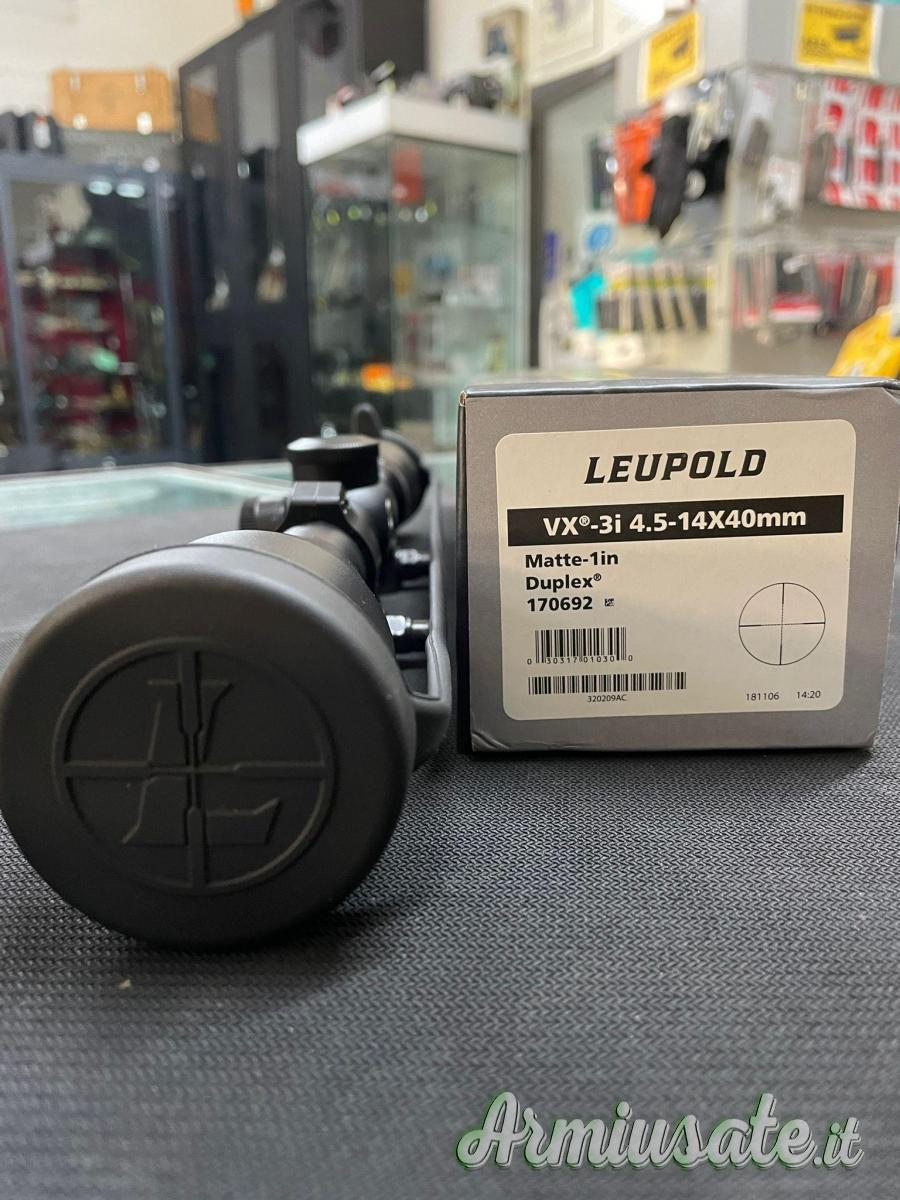 LEUPOLD
VX®-3i 4.5-14X40mm
Matte-1in
Duplex®
170692
0 30317 01030 0
320209AC
181106 14:20
Armiusate.it